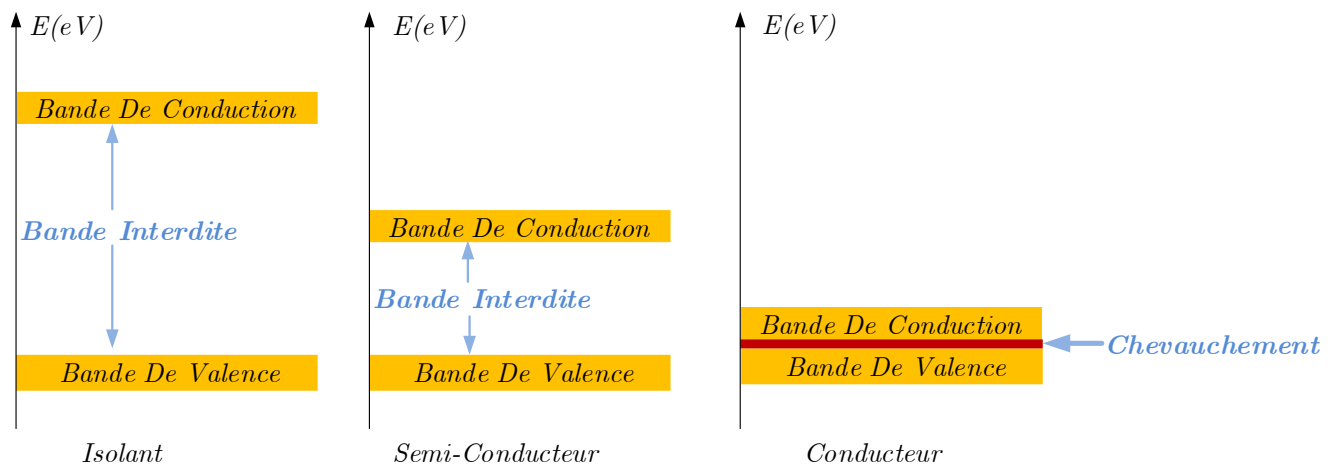 E(eV)
Bande De Conduction
Bande Interdite
Bande De Valence
Isolant
E(eV)
Bande De Conduction
Bande Interdite
Bande De Valence
Semi-Conducteur
E(eV)
Bande De Conduction
Chevauchement
Bande De Valence
Conducteur